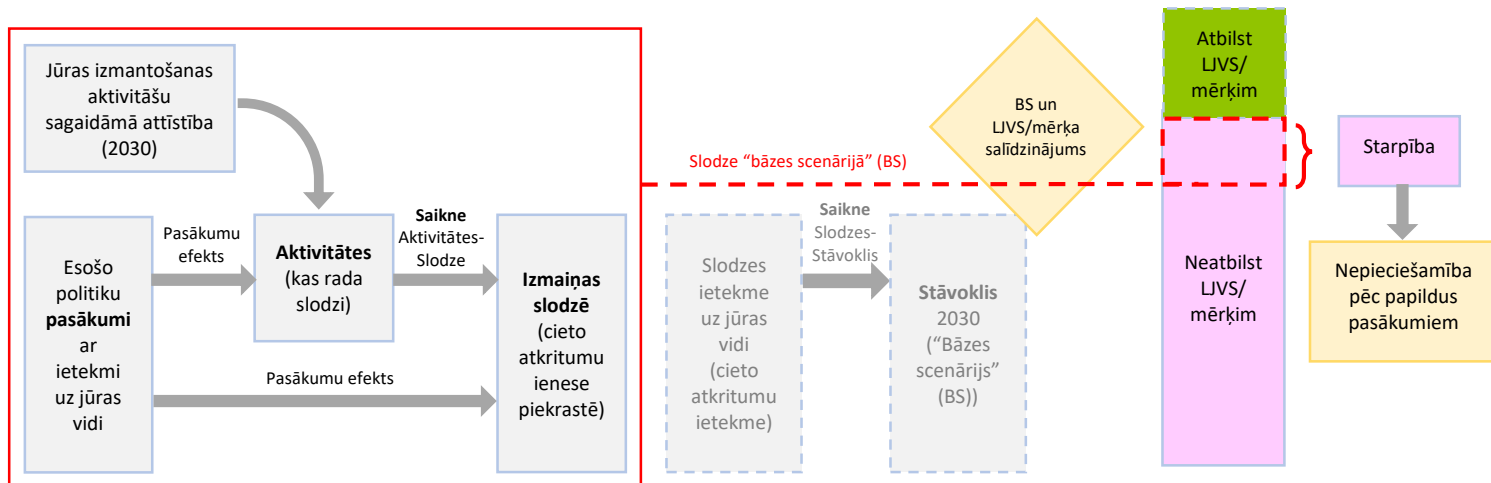 Jūras izmantošanas
aktivitāšu
sagaidāmā attīstība
(2030)
Esošo
politiku
pasākumi
ar
ietekmi
uz jūras
vidi
Pasākumu
efekts
Aktivitātes
(kas rada
slodzi)
Saikne
Aktivitātes-
Slodze
Pasākumu efekts
Izmaiņas
slodzē
(cieto
atkritumu
ienese
piekrastē)
Slodze “bāzes scenārijā” (BS)
Slodzes
ietekme
uz jūras
vidi
(cieto
atkritumu
ietekme)
Saikne
Slodzes-
Stāvoklis
Stāvoklis
2030
(“Bāzes
scenārijs”
(BS))
BS un
LJVS/mērķa
salīdzinājums
Atbilst
LJVS/
mērķim
Neatbilst
LJVS/
mērķim
Starpība
Nepieciešamība
pēc papildus
pasākumiem